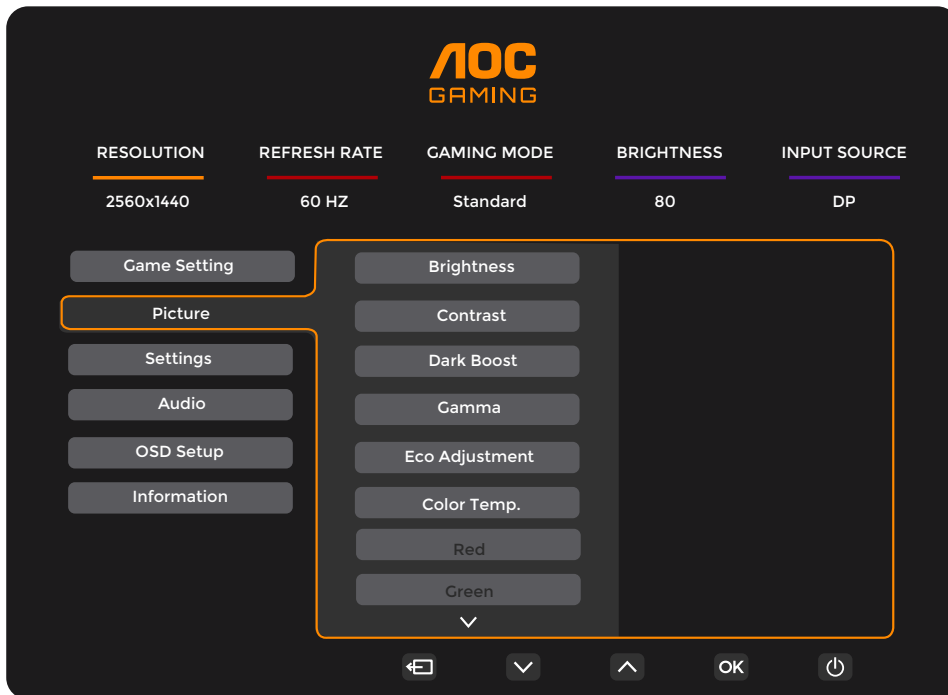 AOC
GAMING
RESOLUTION REFRESH RATE GAMING MODE BRIGHTNESS INPUT SOURCE
2560x1440 60 HZ Standard 80 DP
Game Setting
Picture
Settings
Audio
OSD Setup
Information
Brightness
Contrast
Dark Boost
Gamma
Eco Adjustment
Color Temp.
Red
Green
OK